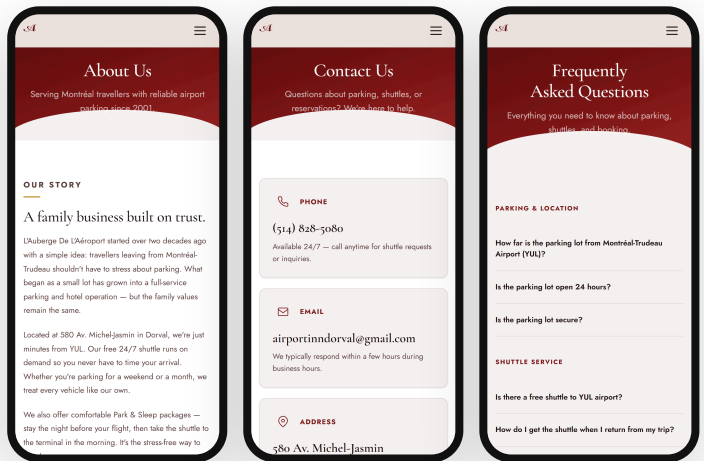 A
About Us
Serving Montréal travellers with reliable airport
parking since 2001.
OUR STORY
A family business built on trust.
L'Auberge De L'Aéroport started over two decades ago
with a simple idea: travellers leaving from Montréal-
Trudeau shouldn't have to stress about parking. What
began as a small lot has grown into a full-service
parking and hotel operation — but the family values
remain the same.
Located at 580 Av. Michel-Jasmin in Dorval, we're just
minutes from YUL. Our free 24/7 shuttle runs on
demand so you never have to time your arrival.
Whether you're parking for a weekend or a month, we
treat every vehicle like our own.
We also offer comfortable Park & Sleep packages —
stay the night before your flight, then take the shuttle to
the terminal in the morning. It's the stress-free way to
A
Contact Us
Questions about parking, shuttles, or
reservations? We're here to help.
PHONE
(514) 828-5080
Available 24/7 — call anytime for shuttle requests
or inquiries.
EMAIL
airportinndorval@gmail.com
We typically respond within a few hours during
business hours.
ADDRESS
580 Av. Michel-Jasmin
A
Frequently
Asked Questions
Everything you need to know about parking,
shuttles, and booking.
PARKING & LOCATION
How far is the parking lot from Montréal-Trudeau
Airport (YUL)?
Is the parking lot open 24 hours?
Is the parking lot secure?
SHUTTLE SERVICE
Is there a free shuttle to YUL airport?
How do I get the shuttle when I return from my trip?